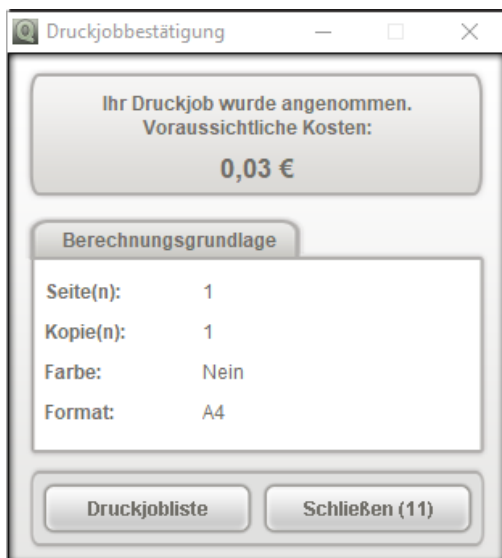 Druckjobbestätigung
Ihr Druckjob wurde angenommen.
Voraussichtliche Kosten:
0,03 €
Berechnungsgrundlage
Seite(n): 1
Kopie(n): 1
Farbe: Nein
Format: A4
Druckjobliste Schließen (11)